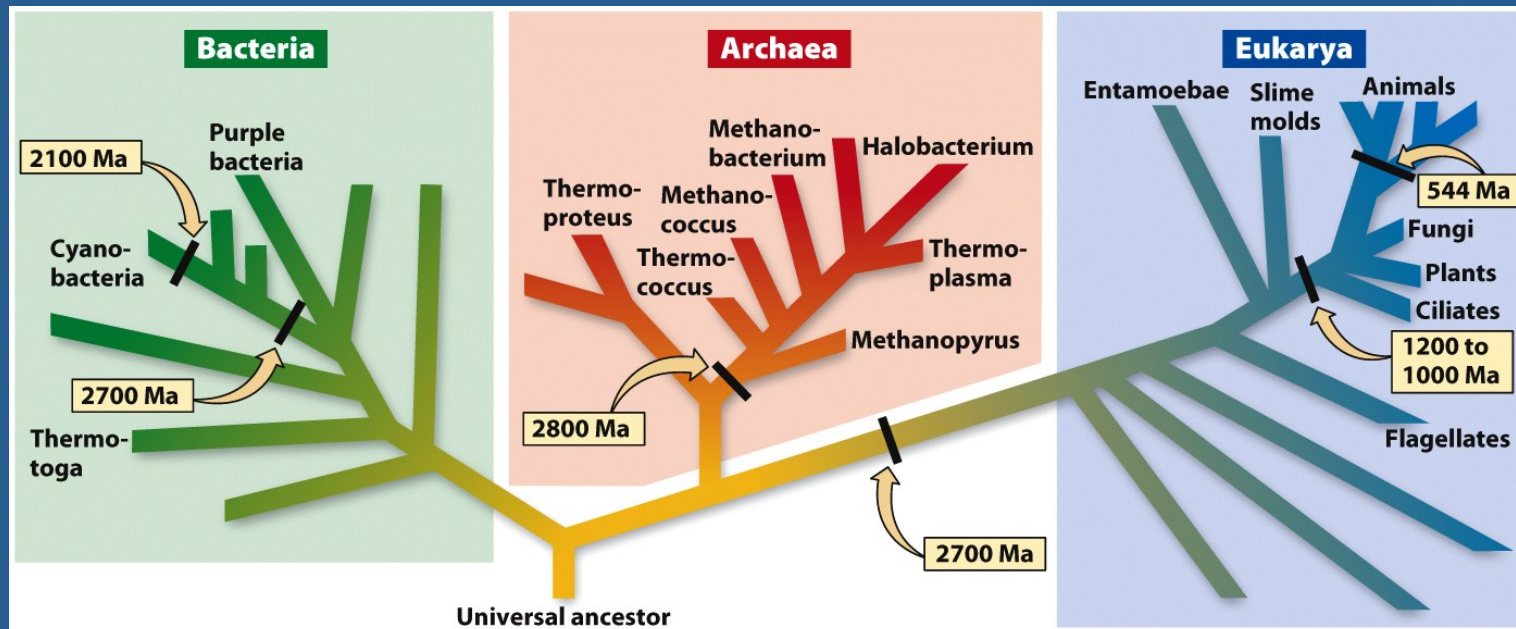 Bacteria
2100 Ma
Purple
bacteria
Cyano-
bacteria
2700 Ma
Thermo-
toga
Archaea
Thermo-
proteus
Methano-
bacterium
Methano-
coccus
Thermo-
coccus
Halobacterium
Thermo-
plasma
Methanopyrus
2800 Ma
2700 Ma
Universal ancestor
Eukarya
Entamoebae
Slime
molds
Animals
544 Ma
Fungi
Plants
Ciliates
1200 to
1000 Ma
Flagellates